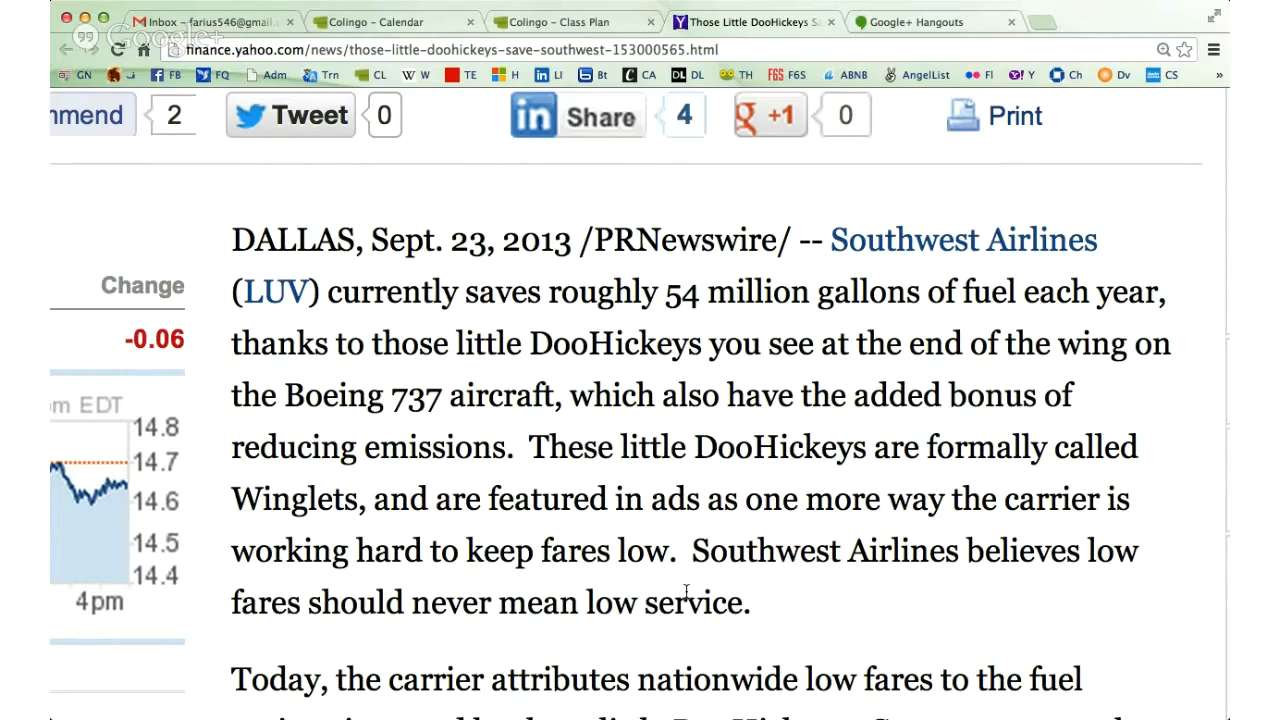 Inbox - farius546@gmail.
Colingo - Calendar
Colingo - Class Plan
Those Little DooHickeys S
Google+ Hangouts
Google+
finance.yahoo.com/news/those-little-doohickeys-save-southwest-153000565.html
GN
FB
FQ
Adm
Trn
CL
W W
TE
H
LI
Bt
CA
DL DL
TH
F6S F6S
ABNB
AngelList
Fl
Y! Y
Ch
Dv
CS
»
mmend 2
Tweet 0
in Share 4
g +1 0
Print
DALLAS, Sept. 23, 2013 /PRNewswire/ -- Southwest Airlines
(LUV) currently saves roughly 54 million gallons of fuel each year,
thanks to those little DooHickeys you see at the end of the wing on
the Boeing 737 aircraft, which also have the added bonus of
reducing emissions.  These little DooHickeys are formally called
Winglets, and are featured in ads as one more way the carrier is
working hard to keep fares low.  Southwest Airlines believes low
fares should never mean low service.
Today, the carrier attributes nationwide low fares to the fuel
Change
-0.06
m EDT
14.8
14.7
14.6
14.5
14.4
4pm